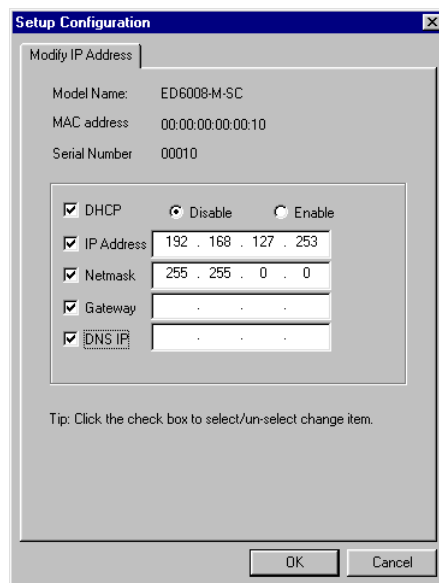 Setup Configuration
Modify IP Address
Model Name: ED6008-M-SC
MAC address 00:00:00:00:00:10
Serial Number 00010
DHCP Disable Enable
IP Address 192 . 168 . 127 . 253
Netmask 255 . 255 . 0 . 0
Gateway . . .
DNS IP . . .
Tip: Click the check box to select/un-select change item.
OK Cancel